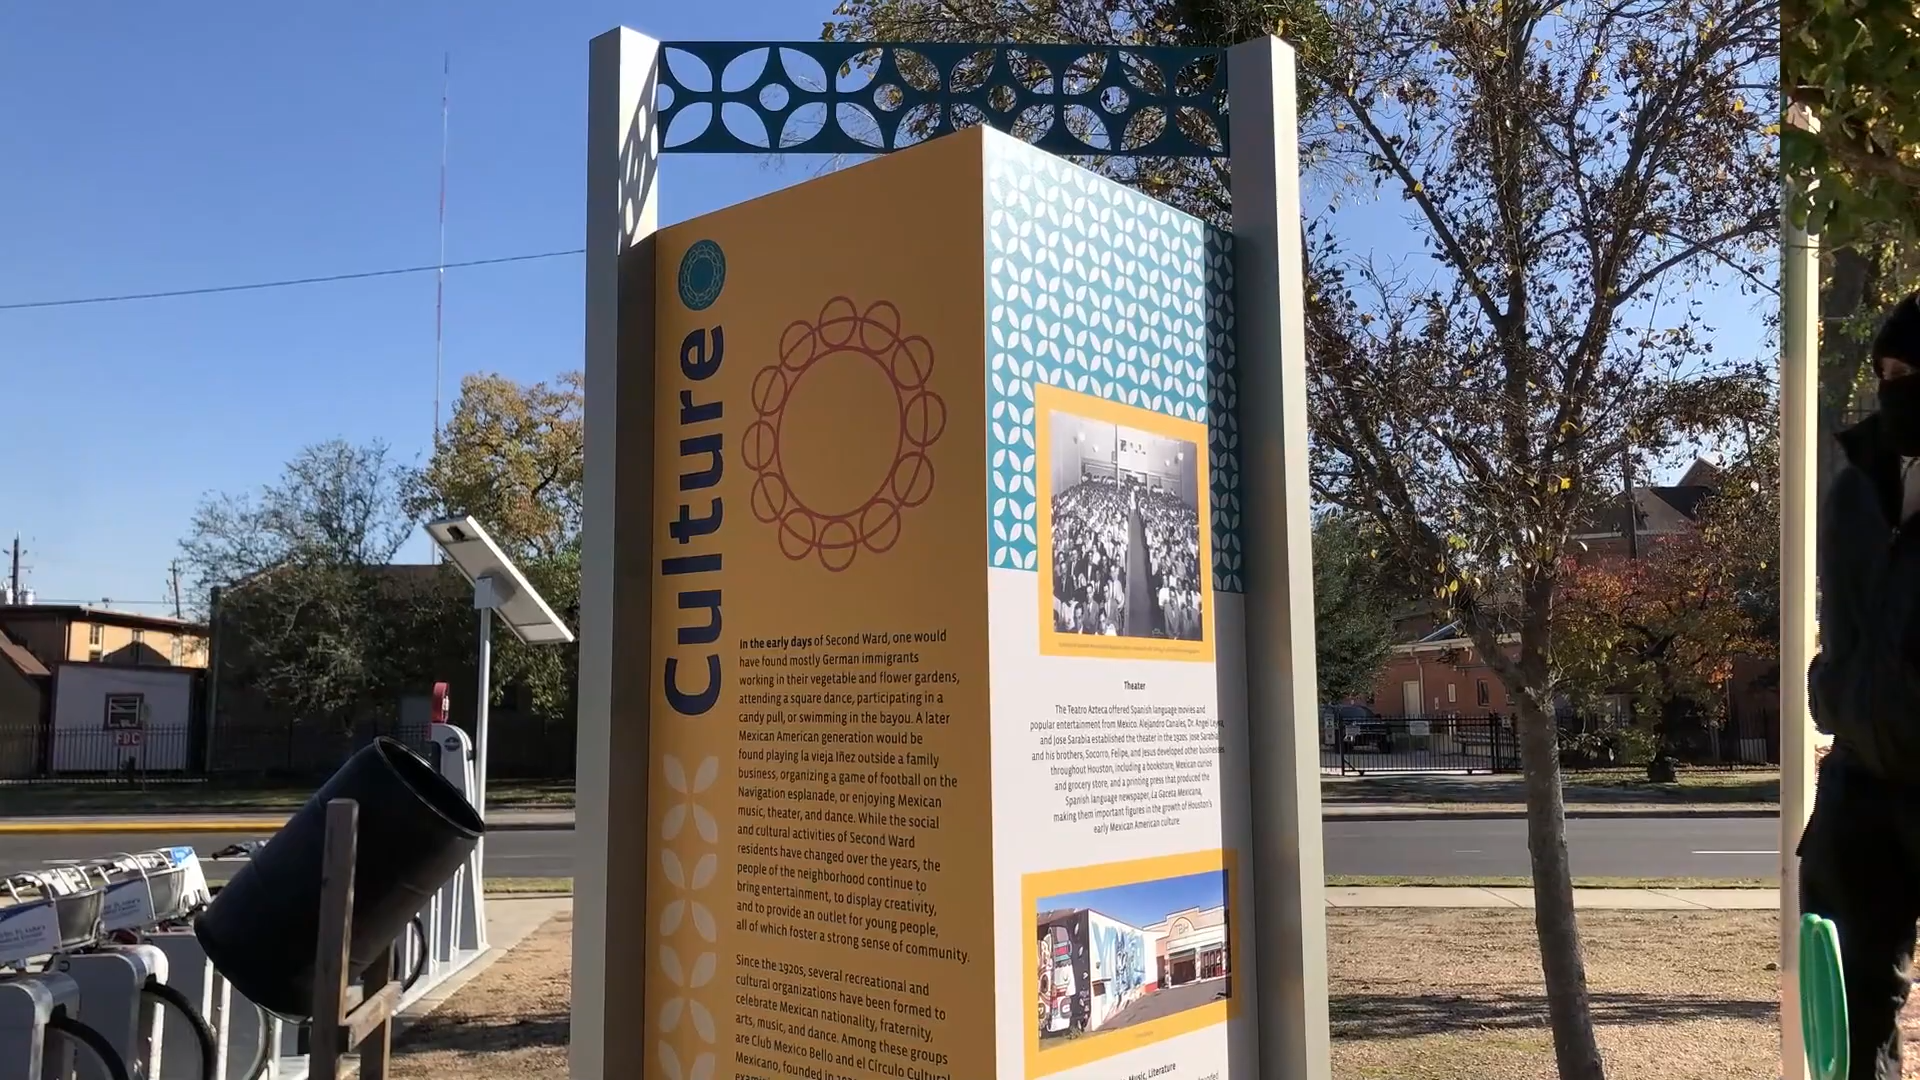 Culture
In the early days of Second Ward, one would
have found mostly German immigrants
working in their vegetable and flower gardens,
attending a square dance, participating in a
candy pull, or swimming in the bayou. A later
Mexican American generation would be
found playing la vieja Iñez outside a family
business, organizing a game of football on the
Navigation esplanade, or enjoying Mexican
music, theater, and dance. While the social
and cultural activities of Second Ward
residents have changed over the years, the
people of the neighborhood continue to
bring entertainment, to display creativity,
and to provide an outlet for young people,
all of which foster a strong sense of community.
Since the 1920s, several recreational and
cultural organizations have been formed to
celebrate Mexican nationality, fraternity,
arts, music, and dance. Among these groups
are Club Mexico Bello and el Círculo Cultural
Mexicano, founded in
Theater
The Teatro Azteca offered Spanish language movies and
popular entertainment from Mexico. Alejandro Canales, Dr. Angel Leyva,
and Jose Sarabia established the theater in the 1920s. Jose Sarabia
and his brothers, Socorro, Felipe, and Jesus developed other businesses
throughout Houston, including a bookstore, Mexican curios
and grocery store, and a printing press that produced the
Spanish language newspaper, La Gaceta Mexicana,
making them important figures in the growth of Houston's
early Mexican American culture.
Music, Literature
FDC
TBH